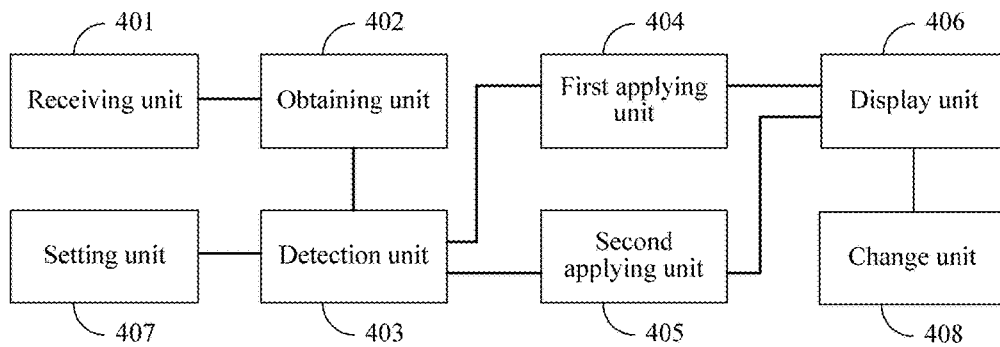 401
402
404
406
Receiving unit
Obtaining unit
First applying
unit
Display unit
Setting unit
Detection unit
Second
applying unit
Change unit
407
403
405
408